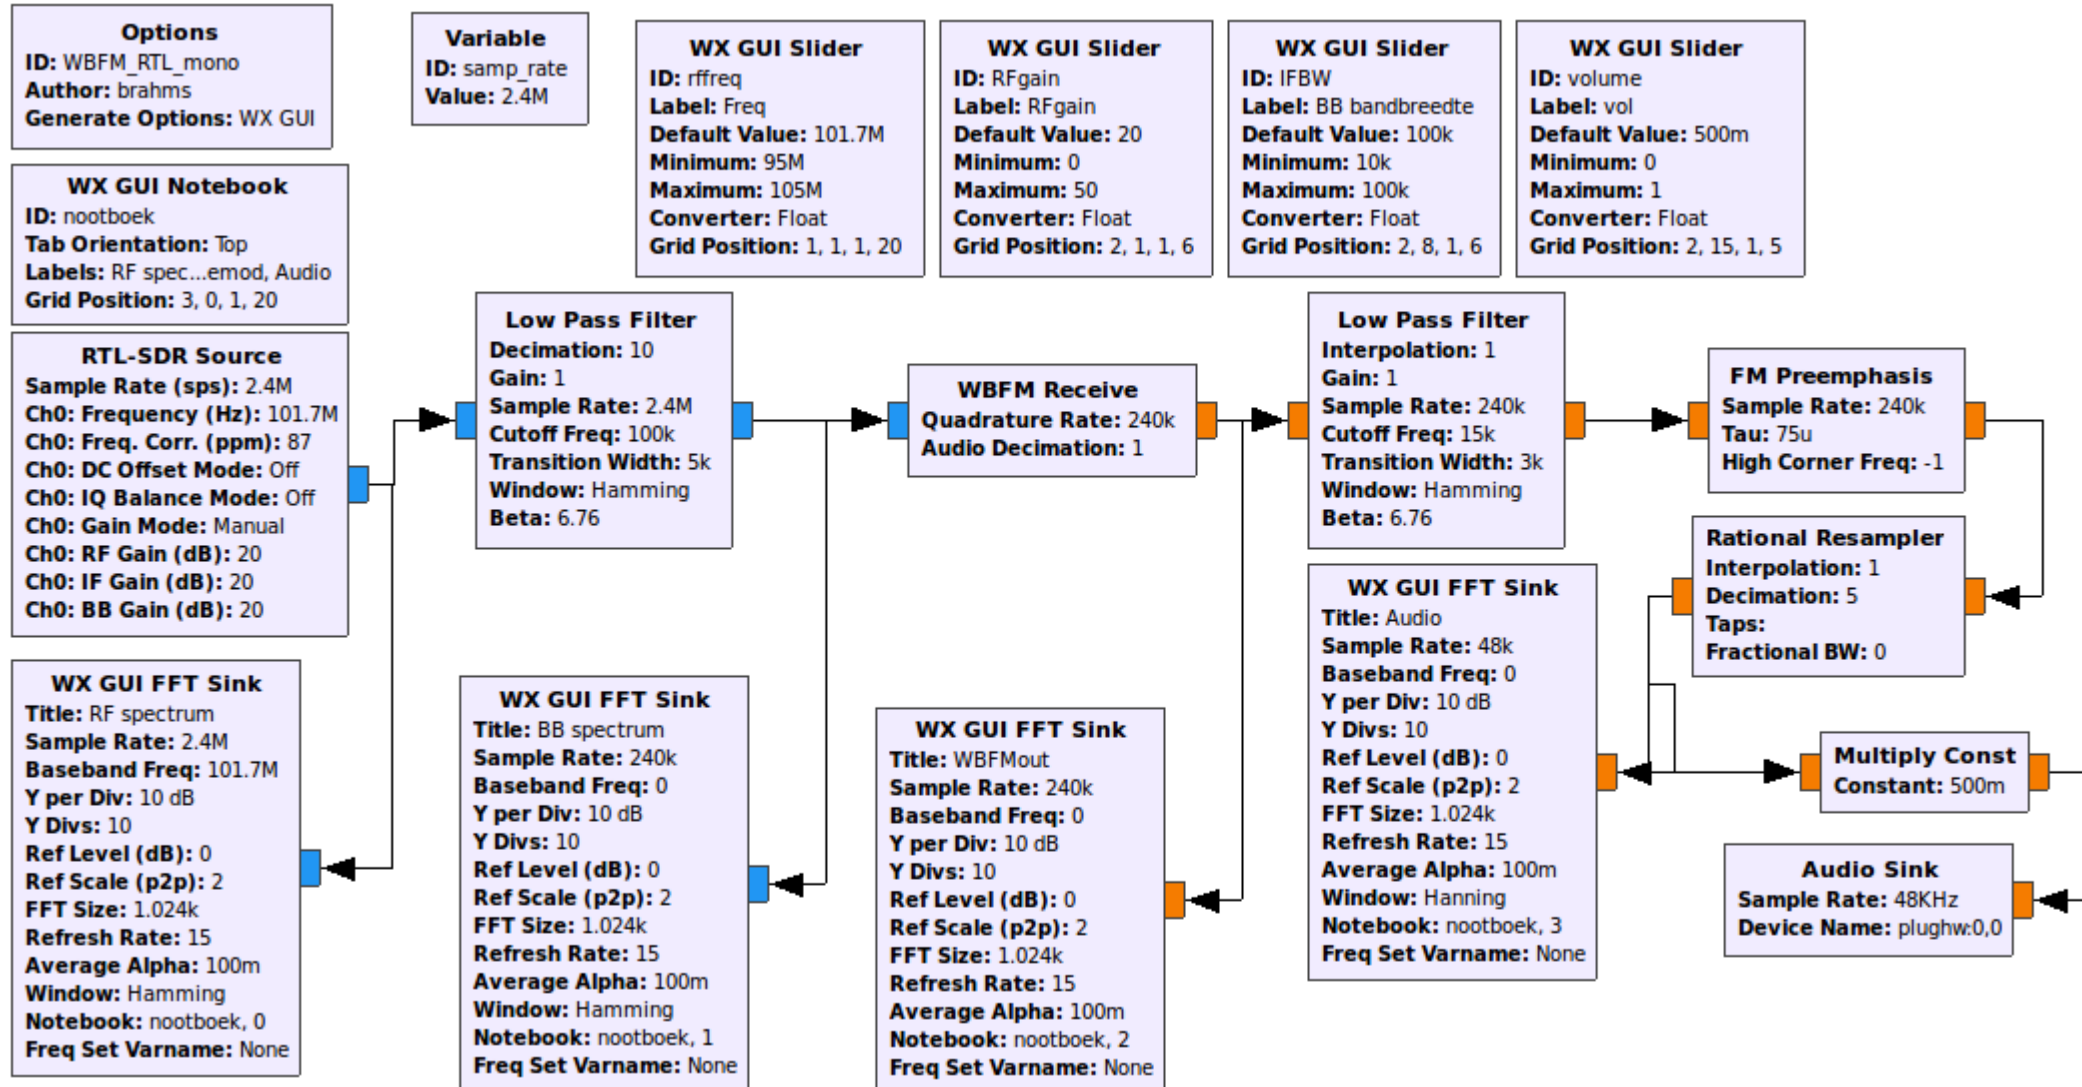 Options
ID: WBFM_RTL_mono
Author: brahms
Generate Options: WX GUI
Variable
ID: samp_rate
Value: 2.4M
WX GUI Slider
ID: rffreq
Label: Freq
Default Value: 101.7M
Minimum: 95M
Maximum: 105M
Converter: Float
Grid Position: 1, 1, 1, 20
WX GUI Slider
ID: RFgain
Label: RFgain
Default Value: 20
Minimum: 0
Maximum: 50
Converter: Float
Grid Position: 2, 1, 1, 6
WX GUI Slider
ID: IFBW
Label: BB bandbreedte
Default Value: 100k
Minimum: 10k
Maximum: 100k
Converter: Float
Grid Position: 2, 8, 1, 6
WX GUI Slider
ID: volume
Label: vol
Default Value: 500m
Minimum: 0
Maximum: 1
Converter: Float
Grid Position: 2, 15, 1, 5
WX GUI Notebook
ID: nootboek
Tab Orientation: Top
Labels: RF spec...emod, Audio
Grid Position: 3, 0, 1, 20
RTL-SDR Source
Sample Rate (sps): 2.4M
Ch0: Frequency (Hz): 101.7M
Ch0: Freq. Corr. (ppm): 87
Ch0: DC Offset Mode: Off
Ch0: IQ Balance Mode: Off
Ch0: Gain Mode: Manual
Ch0: RF Gain (dB): 20
Ch0: IF Gain (dB): 20
Ch0: BB Gain (dB): 20
Low Pass Filter
Decimation: 10
Gain: 1
Sample Rate: 2.4M
Cutoff Freq: 100k
Transition Width: 5k
Window: Hamming
Beta: 6.76
WBFM Receive
Quadrature Rate: 240k
Audio Decimation: 1
Low Pass Filter
Interpolation: 1
Gain: 1
Sample Rate: 240k
Cutoff Freq: 15k
Transition Width: 3k
Window: Hamming
Beta: 6.76
FM Preemphasis
Sample Rate: 240k
Tau: 75u
High Corner Freq: -1
Rational Resampler
Interpolation: 1
Decimation: 5
Taps:
Fractional BW: 0
WX GUI FFT Sink
Title: RF spectrum
Sample Rate: 2.4M
Baseband Freq: 101.7M
Y per Div: 10 dB
Y Divs: 10
Ref Level (dB): 0
Ref Scale (p2p): 2
FFT Size: 1.024k
Refresh Rate: 15
Average Alpha: 100m
Window: Hamming
Notebook: nootboek, 0
Freq Set Varname: None
WX GUI FFT Sink
Title: BB spectrum
Sample Rate: 240k
Baseband Freq: 0
Y per Div: 10 dB
Y Divs: 10
Ref Level (dB): 0
Ref Scale (p2p): 2
FFT Size: 1.024k
Refresh Rate: 15
Average Alpha: 100m
Window: Hamming
Notebook: nootboek, 1
Freq Set Varname: None
WX GUI FFT Sink
Title: WBFMout
Sample Rate: 240k
Baseband Freq: 0
Y per Div: 10 dB
Y Divs: 10
Ref Level (dB): 0
Ref Scale (p2p): 2
FFT Size: 1.024k
Refresh Rate: 15
Average Alpha: 100m
Notebook: nootboek, 2
Freq Set Varname: None
WX GUI FFT Sink
Title: Audio
Sample Rate: 48k
Baseband Freq: 0
Y per Div: 10 dB
Y Divs: 10
Ref Level (dB): 0
Ref Scale (p2p): 2
FFT Size: 1.024k
Refresh Rate: 15
Average Alpha: 100m
Window: Hanning
Notebook: nootboek, 3
Freq Set Varname: None
Multiply Const
Constant: 500m
Audio Sink
Sample Rate: 48KHz
Device Name: plughw:0,0